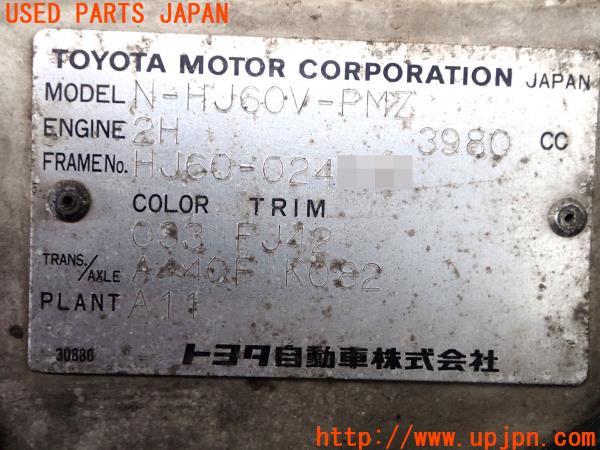 USED PARTS JAPAN
TOYOTA MOTOR CORPORATION JAPAN
MODEL N-HJ60V-PMZ
ENGINE 2H 3980 CC
FRAME No. HJ60-024
COLOR TRIM
033 FJ42
TRANS./AXLE A440F K082
PLANT A11
30880 トヨタ自動車株式会社
UPJ
http://www.upjpn.com/